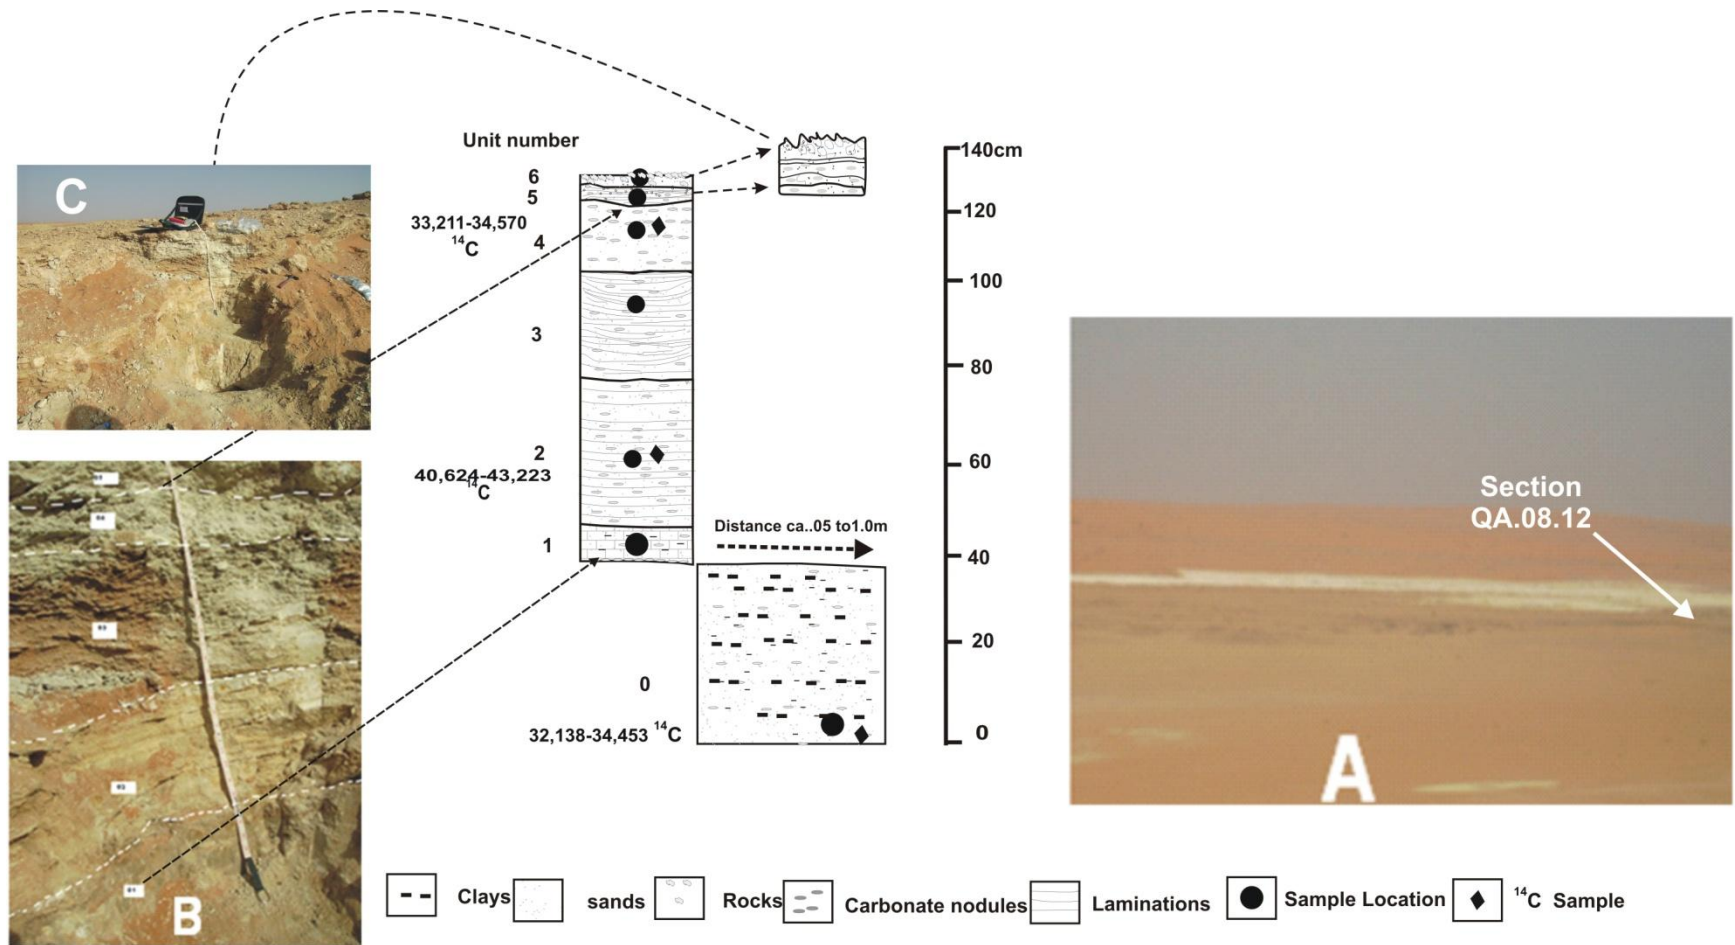 Unit number
140cm
C
6
5
120
33,211-34,570
14C
4
100
3
80
2
60
40,624-43,223
14C
Section
QA.08.12
Distance ca..05 to1.0m
1
40
20
0
0
32,138-34,453 14C
A
B
Clays
sands
Rocks
Carbonate nodules
Laminations
Sample Location
14C Sample